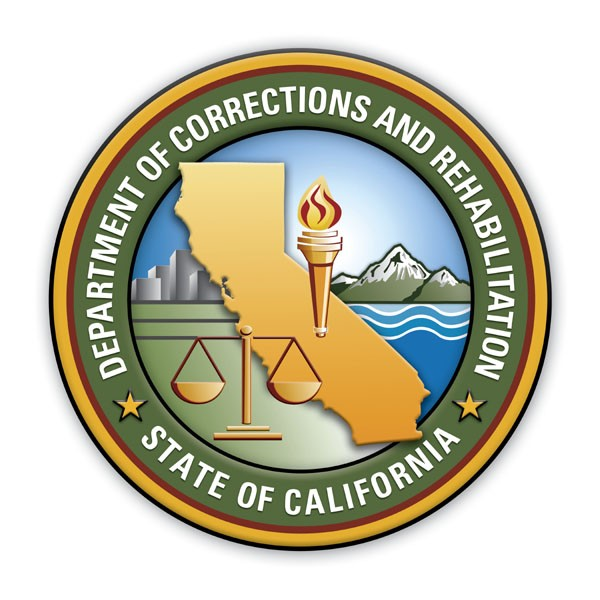 DEPARTMENT OF CORRECTIONS AND REHABILITATION
STATE OF CALIFORNIA